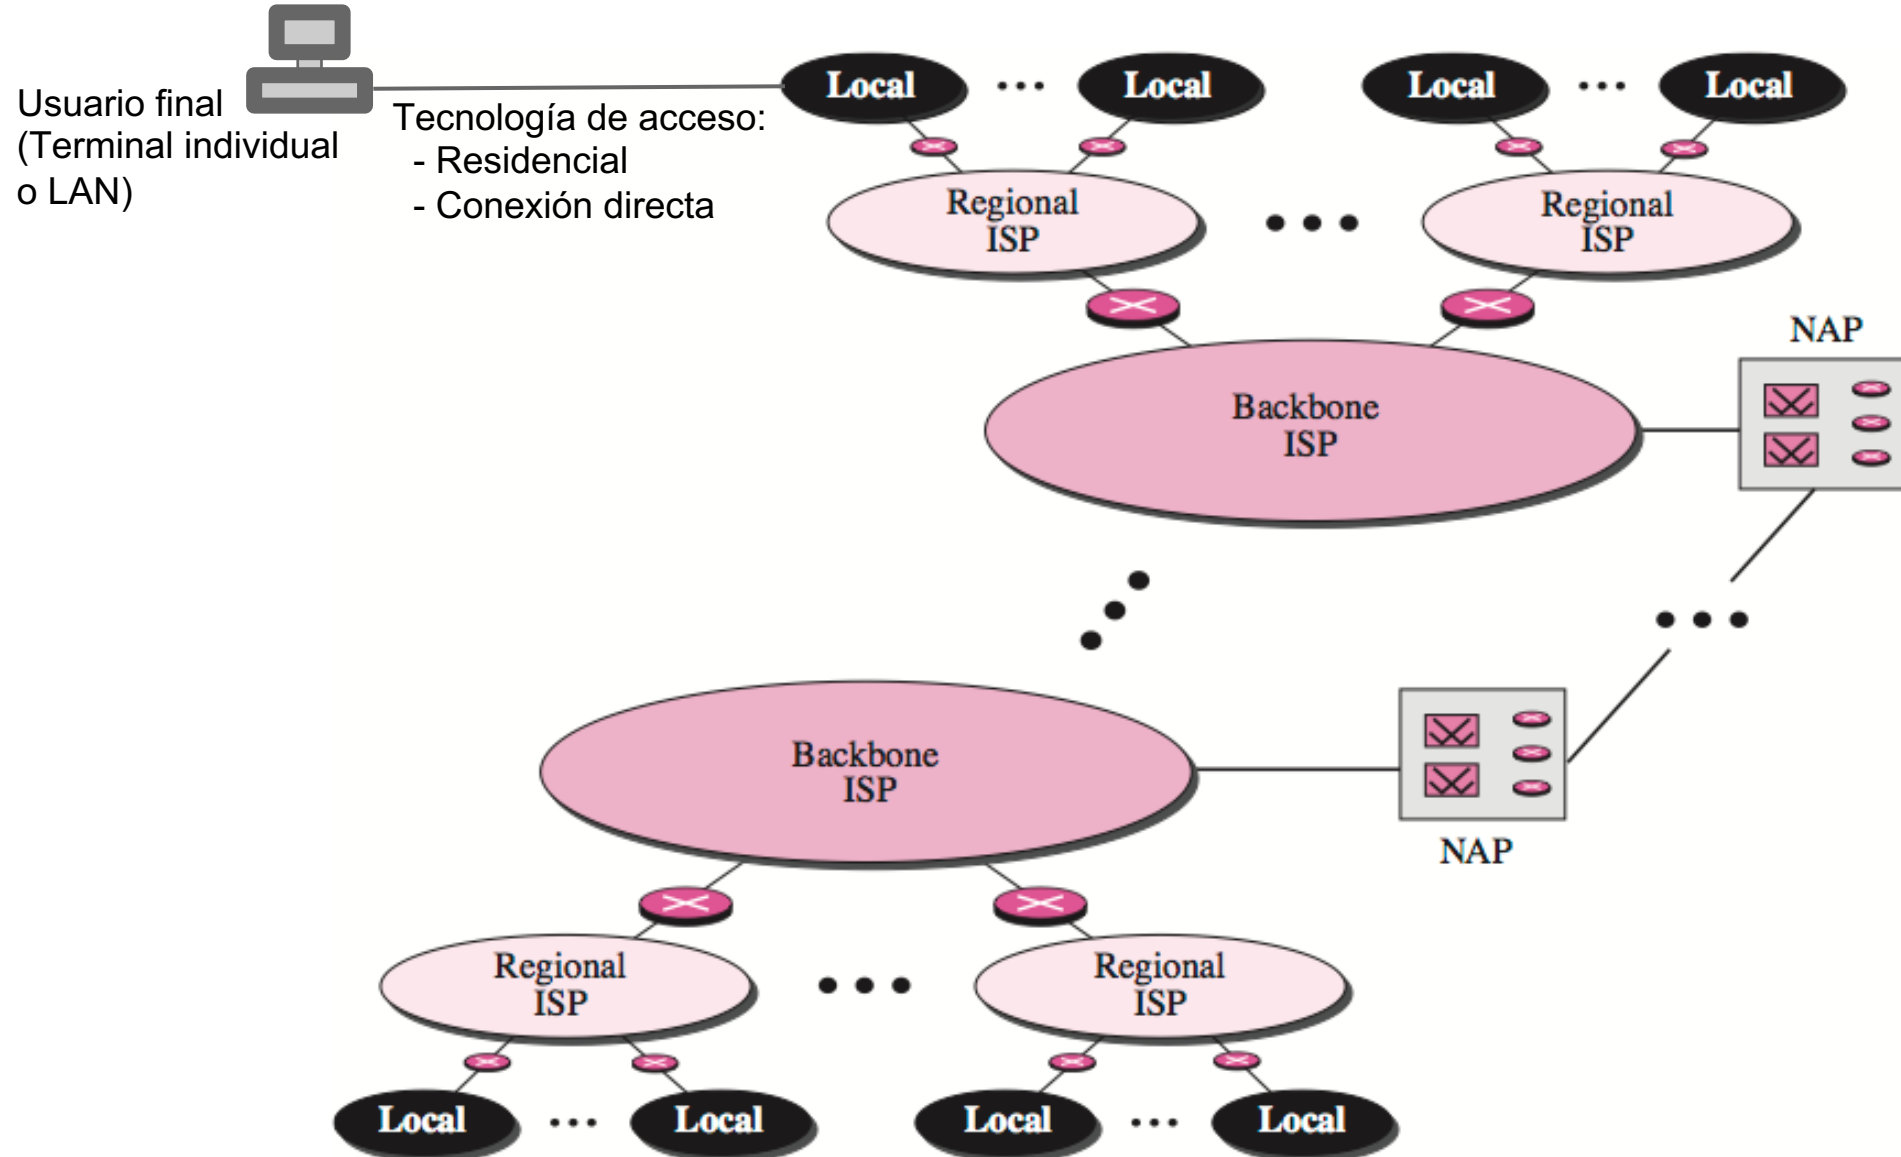 Usuario final
(Terminal individual
o LAN)
Tecnología de acceso:
- Residencial
- Conexión directa
Local
Local
Local
Local
Regional
ISP
Regional
ISP
NAP
Backbone
ISP
Backbone
ISP
NAP
Regional
ISP
Regional
ISP
Local
Local
Local
Local